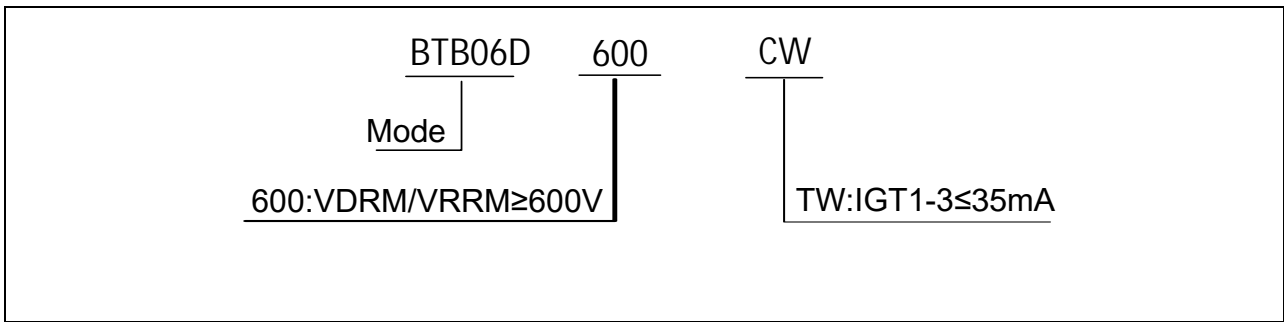 BTB06D 600 CW
Mode
600:VDRM/VRRM≥600V TW:IGT1-3≤35mA